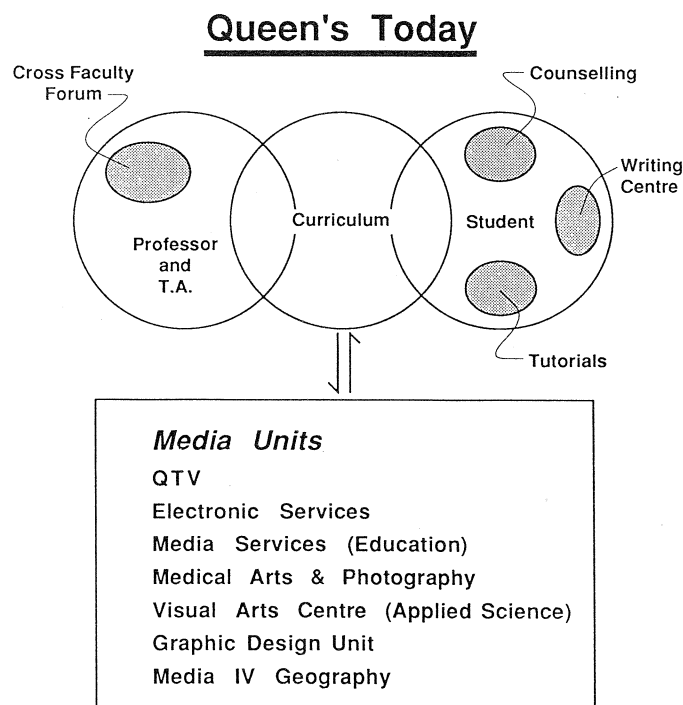 Queen's Today
Cross Faculty
Forum
Counselling
Writing
Centre
Curriculum
Student
Professor
and
T.A.
Tutorials
Media Units
QTV
Electronic Services
Media Services (Education)
Medical Arts & Photography
Visual Arts Centre (Applied Science)
Graphic Design Unit
Media IV Geography